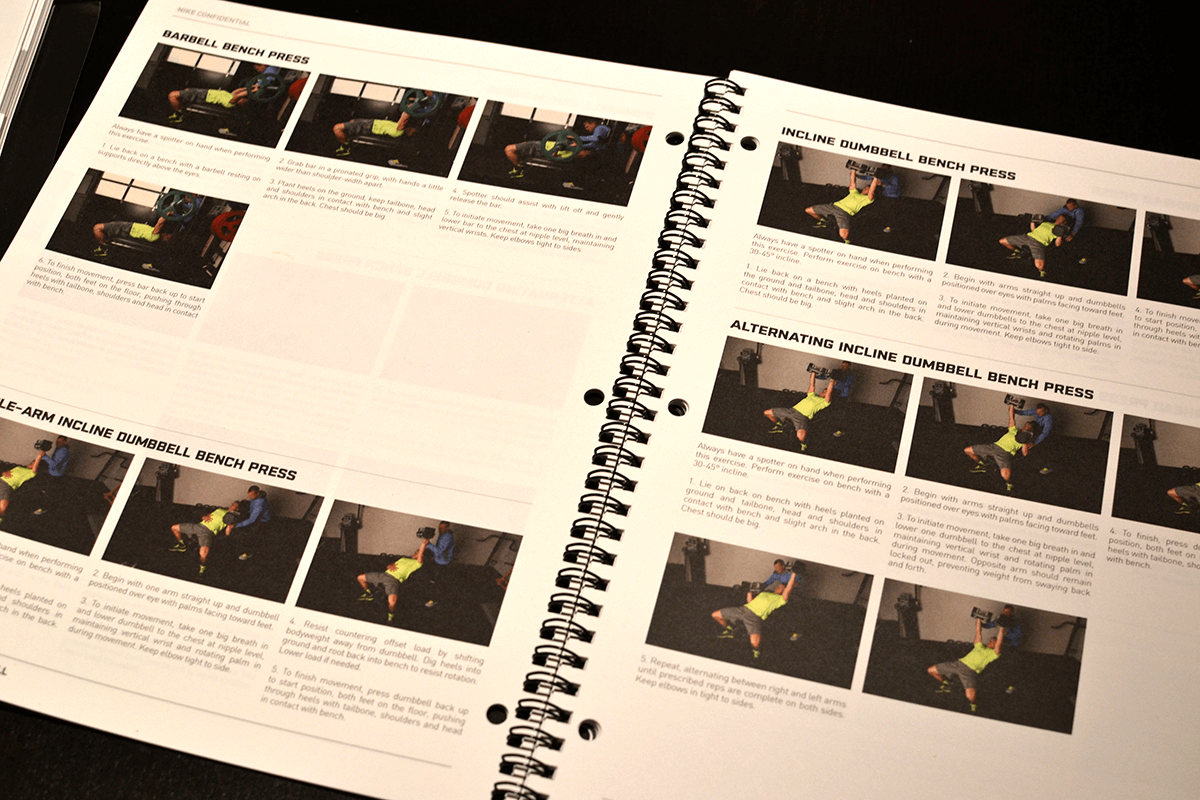 NIKE CONFIDENTIAL
BARBELL BENCH PRESS
Always have a spotter on hand when performing
this exercise.
1. Lie back on a bench with a barbell resting on
supports directly above the eyes.
2. Grab bar in a pronated grip, with hands a little
wider than shoulder-width apart.
3. Plant heels on the ground, keep tailbone, head
and shoulders in contact with bench and slight
arch in the back. Chest should be big.
4. Spotter should assist with lift off and gently
release the bar.
5. To initiate movement, take one big breath in and
lower bar to the chest at nipple level, maintaining
vertical wrists. Keep elbows tight to sides.
6. To finish movement, press bar back up to start
position, both feet on the floor, pushing through
heels with tailbone, shoulders and head in contact
with bench.
LE-ARM INCLINE DUMBBELL BENCH PRESS
hand when performing
cise on bench with a
heels planted on
d shoulders in
ch in the back.
2. Begin with one arm straight up and dumbbell
positioned over eye with palms facing toward feet.
3. To initiate movement, take one big breath in
and lower dumbbell to the chest at nipple level,
maintaining vertical wrist and rotating palm in
during movement. Keep elbow tight to side.
4. Resist countering offset load by shifting
bodyweight away from dumbbell. Dig heels into
ground and root back into bench to resist rotation.
Lower load if needed.
5. To finish movement, press dumbbell back up
to start position, both feet on the floor, pushing
through heels with tailbone, shoulders and head
in contact with bench.
INCLINE DUMBBELL BENCH PRESS
Always have a spotter on hand when performing
this exercise. Perform exercise on bench with a
30-45° incline.
1. Lie back on a bench with heels planted on
the ground and tailbone, head and shoulders in
contact with bench and slight arch in the back.
Chest should be big.
2. Begin with arms straight up and dumbbells
positioned over eyes with palms facing toward feet.
3. To initiate movement, take one big breath in
and lower dumbbells to the chest at nipple level,
maintaining vertical wrists and rotating palms in
during movement. Keep elbows tight to side.
4. To finish move
to start position,
through heels with
in contact with ben
ALTERNATING INCLINE DUMBBELL BENCH PRESS
Always have a spotter on hand when performing
this exercise. Perform exercise on bench with a
30-45° incline.
1. Lie on back on bench with heels planted on
ground and tailbone, head and shoulders in
contact with bench and slight arch in the back.
Chest should be big.
2. Begin with arms straight up and dumbbells
positioned over eyes with palms facing toward feet.
3. To initiate movement, take one big breath in and
lower one dumbbell to the chest at nipple level,
maintaining vertical wrist and rotating palm in
during movement. Opposite arm should remain
locked out, preventing weight from swaying back
and forth.
4. To finish, press
position, both feet on
heels with tailbone, sho
with bench.
5. Repeat, alternating between right and left arms
until prescribed reps are complete on both sides.
Keep elbows in tight to sides.